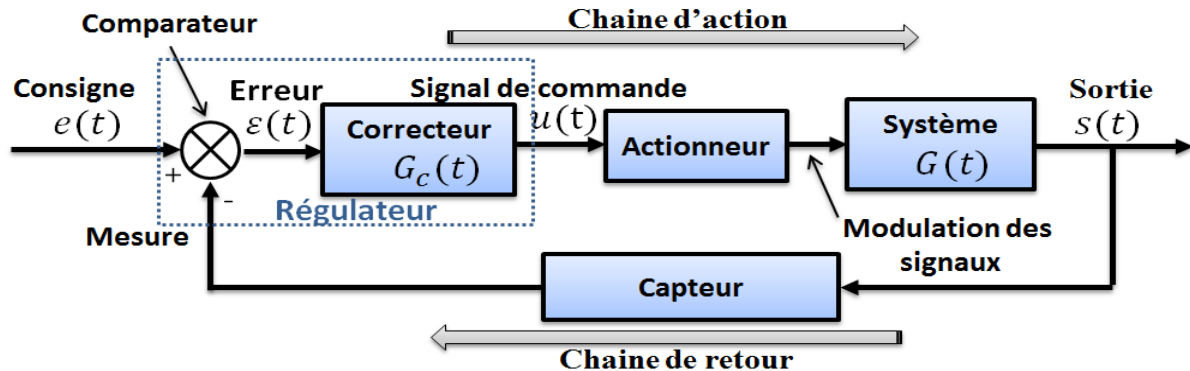 Chaine d'action
Comparateur
Consigne
e(t)
Erreur
ε(t)
Signal de commande
u(t)
Sortie
s(t)
Correcteur
G_c(t)
Actionneur
Système
G(t)
+
-
Régulateur
Mesure
Modulation des
signaux
Capteur
Chaine de retour